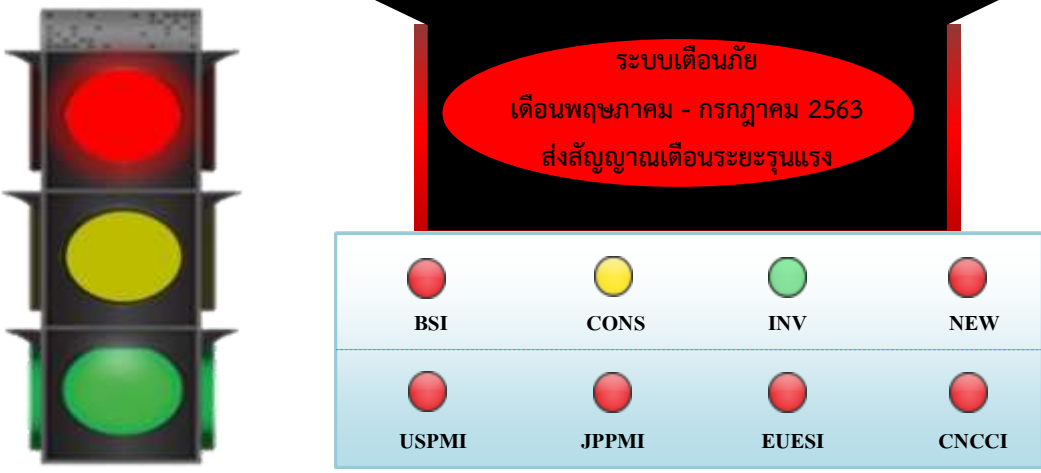 ระบบเตือนภัย
เดือนพฤษภาคม - กรกฎาคม 2563
ส่งสัญญาณเตือนระยะรุนแรง
BSI CONS INV NEW
USPMI JPPMI EUESI CNCCI